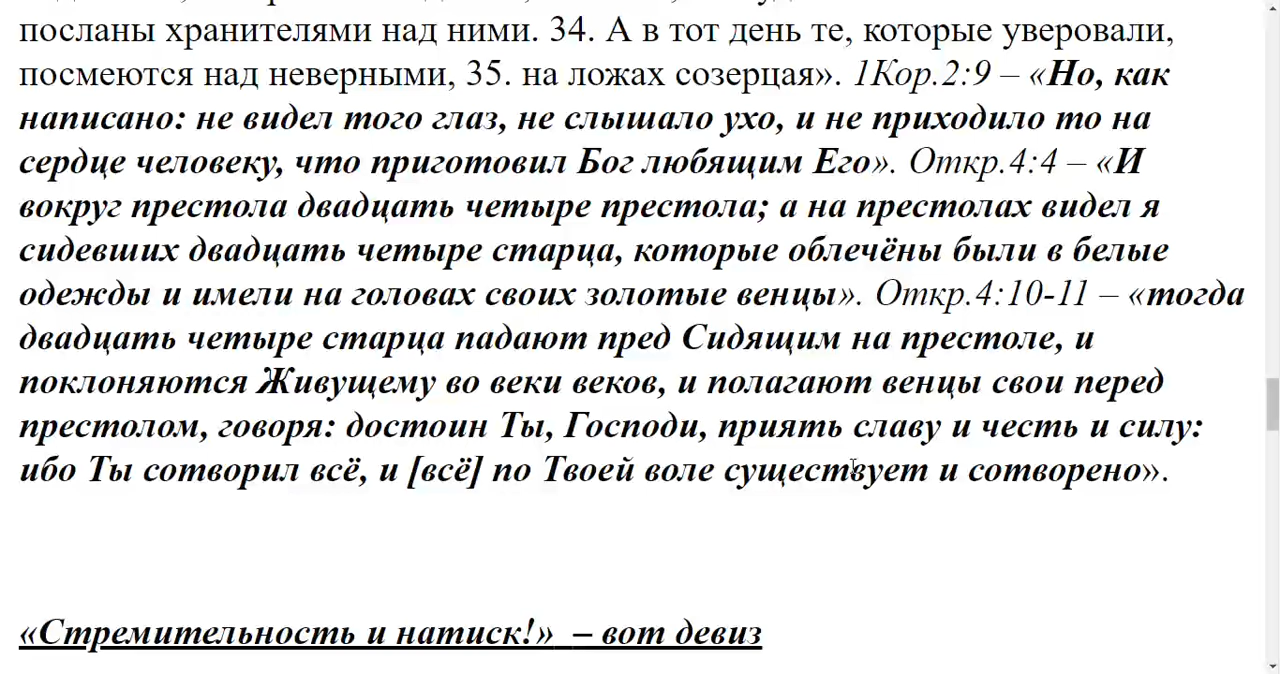 посланы хранителями над ними. 34. А в тот день те, которые уверовали,
посмеются над неверными, 35. на ложах созерцая». 1Кор.2:9 – «Но, как
написано: не видел того глаз, не слышало ухо, и не приходило то на
сердце человеку, что приготовил Бог любящим Его». Откр.4:4 – «И
вокруг престола двадцать четыре престола; а на престолах видел я
сидевших двадцать четыре старца, которые облечёны были в белые
одежды и имели на головах своих золотые венцы». Откр.4:10-11 – «тогда
двадцать четыре старца падают пред Сидящим на престоле, и
поклоняются Живущему во веки веков, и полагают венцы свои перед
престолом, говоря: достоин Ты, Господи, приять славу и честь и силу:
ибо Ты сотворил всё, и [всё] по Твоей воле существует и сотворено».
«Стремительность и натиск!» – вот девиз